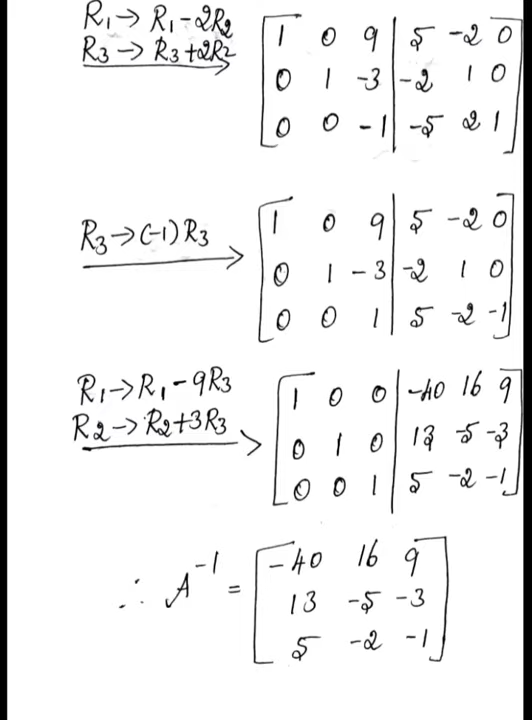 R₁→ R₁-2R₂
R₃→ R₃+2R₂
1 0 9 | 5 -2 0
0 1 -3 | -2 1 0
0 0 -1 | -5 2 1
R₃→(-1)R₃
1 0 9 | 5 -2 0
0 1 -3 | -2 1 0
0 0 1 | 5 -2 -1
R₁→R₁-9R₃
R₂→R₂+3R₃
1 0 0 | -40 16 9
0 1 0 | 13 -5 -3
0 0 1 | 5 -2 -1
∴ A⁻¹ =
-40 16 9
13 -5 -3
5 -2 -1